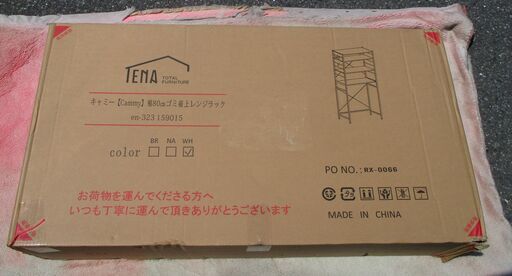 TENA TOTAL FURNITURE
キャミー【Cammy】幅80㎝ゴミ箱上レンジラック
en-323 159015
BR NA WH
color
PO NO.: RX-0066
お荷物を運んでくださる方へ
いつも丁寧に運んで頂きありがとうございます
MADE IN CHINA